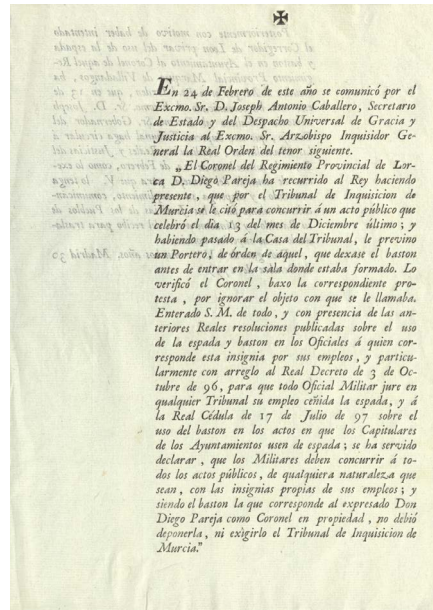 En 24 de Febrero de este año se comunicó por el
Excmo. Sr. D. Joseph Antonio Caballero, Secretario
de Estado y del Despacho Universal de Gracia y
Justicia al Excmo. Sr. Arzobispo Inquisidor Ge-
neral la Real Orden del tenor siguiente.
„El Coronel del Regimiento Provincial de Lor-
ca D. Diego Pareja ha recurrido al Rey haciendo
presente, que por el Tribunal de Inquisicion de
Murcia se le citó para concurrir á un acto público que
celebró el dia 13 del mes de Diciembre último; y
habiendo pasado á la Casa del Tribunal, le previno
un Portero, de órden de aquel, que dexase el baston
antes de entrar en la sala donde estaba formado. Lo
verificó el Coronel, baxo la correspondiente pro-
testa, por ignorar el objeto con que se le llamaba.
Enterado S. M. de todo, y con presencia de las an-
teriores Reales resoluciones publicadas sobre el uso
de la espada y baston en los Oficiales á quien cor-
responde esta insignia por sus empleos, y particu-
larmente con arreglo al Real Decreto de 3 de Oc-
tubre de 96, para que todo Oficial Militar jure en
qualquier Tribunal su empleo ceñida la espada, y á
la Real Cédula de 17 de Julio de 97 sobre el
uso del baston en los actos en que los Capitulares
de los Ayuntamientos usen de espada; se ha servido
declarar, que los Militares deben concurrir á to-
dos los actos públicos, de qualquiera naturaleza que
sean, con las insignias propias de sus empleos; y
siendo el baston la que corresponde al expresado Don
Diego Pareja como Coronel en propiedad, no debió
deponerla, ni exîgirlo el Tribunal de Inquisicion de
Murcia."